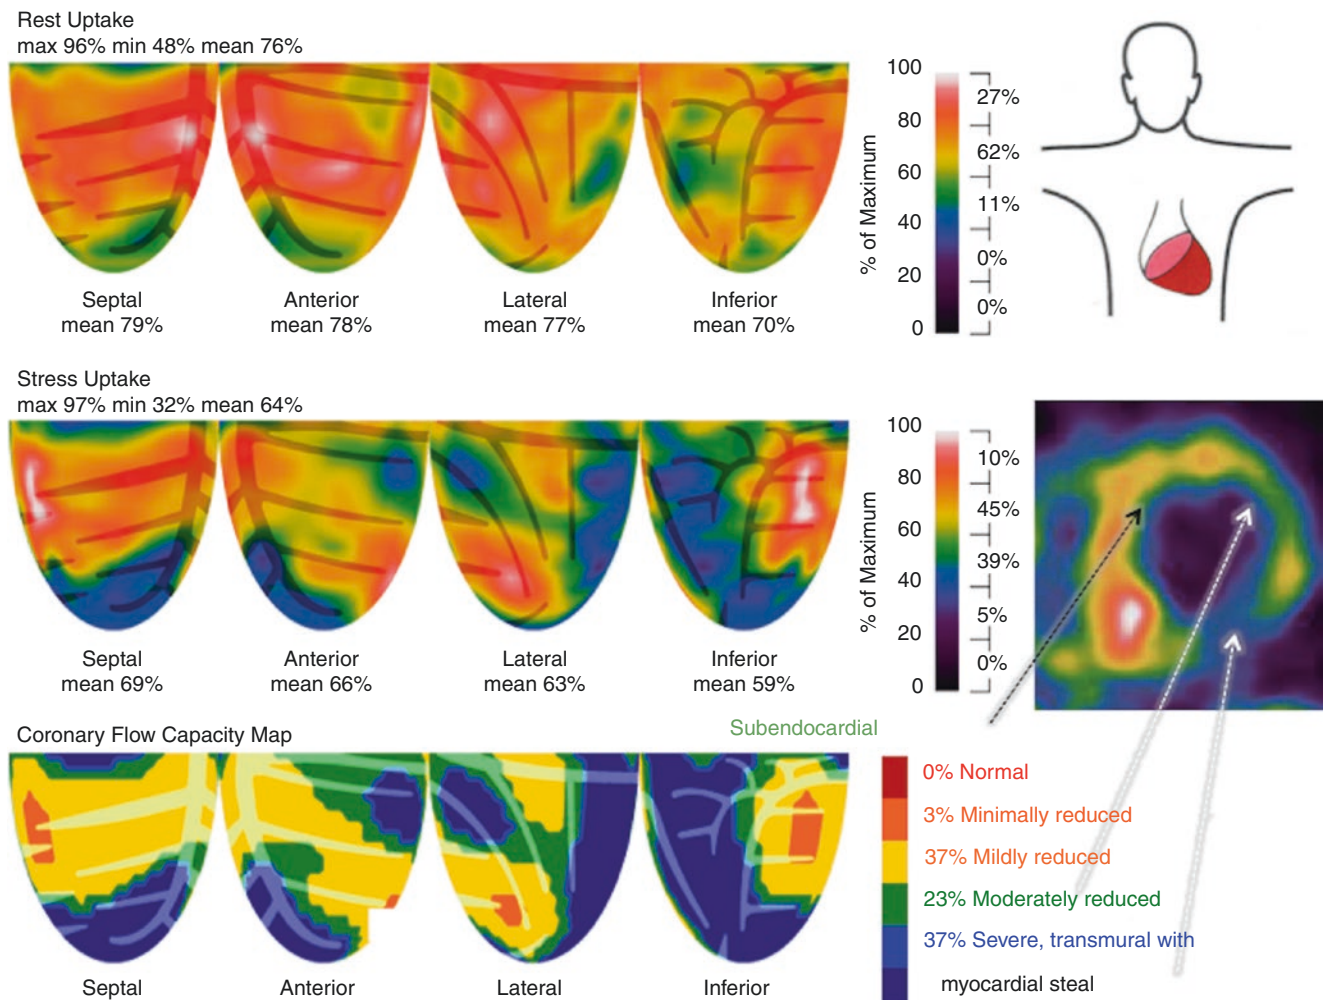 Rest Uptake
max 96% min 48% mean 76%
100
80
60
40
20
0
% of Maximum
27%
62%
11%
0%
0%
Septal
mean 79%
Anterior
mean 78%
Lateral
mean 77%
Inferior
mean 70%
Stress Uptake
max 97% min 32% mean 64%
100
80
60
40
20
0
% of Maximum
10%
45%
39%
5%
0%
Septal
mean 69%
Anterior
mean 66%
Lateral
mean 63%
Inferior
mean 59%
Coronary Flow Capacity Map
Subendocardial
0% Normal
3% Minimally reduced
37% Mildly reduced
23% Moderately reduced
37% Severe, transmural with
myocardial steal
Septal
Anterior
Lateral
Inferior